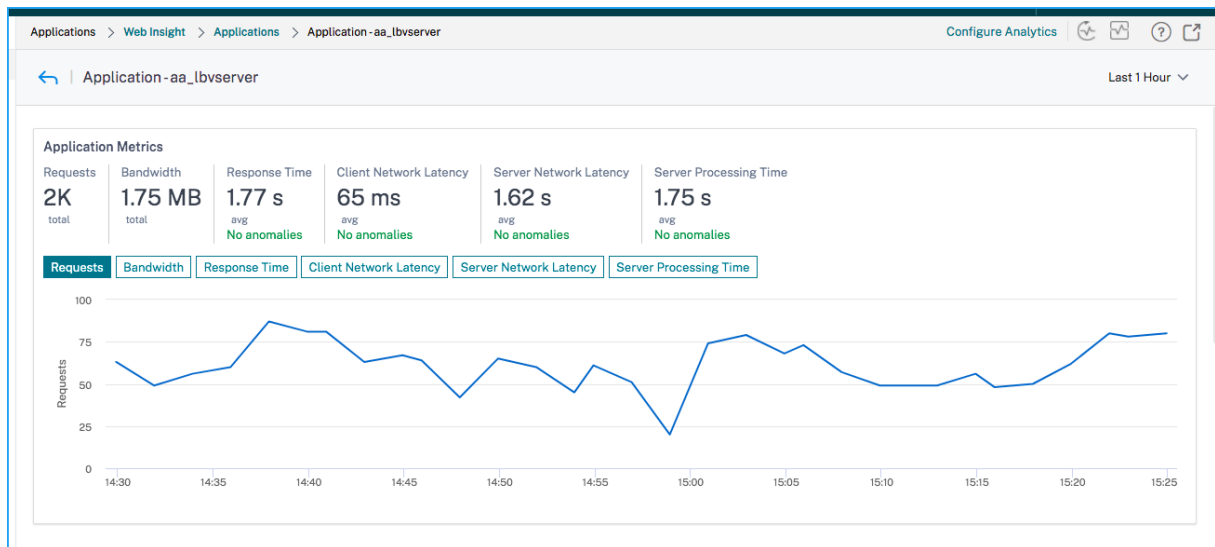 Applications > Web Insight > Applications > Application - aa_lbvserver
Configure Analytics
?
Application - aa_lbvserver
Last 1 Hour
Application Metrics
Requests Bandwidth Response Time Client Network Latency Server Network Latency Server Processing Time
2K 1.75 MB 1.77 s 65 ms 1.62 s 1.75 s
total total avg avg avg avg
No anomalies No anomalies No anomalies No anomalies
Requests Bandwidth Response Time Client Network Latency Server Network Latency Server Processing Time
100
75
50
25
0
Requests
14:30 14:35 14:40 14:45 14:50 14:55 15:00 15:05 15:10 15:15 15:20 15:25